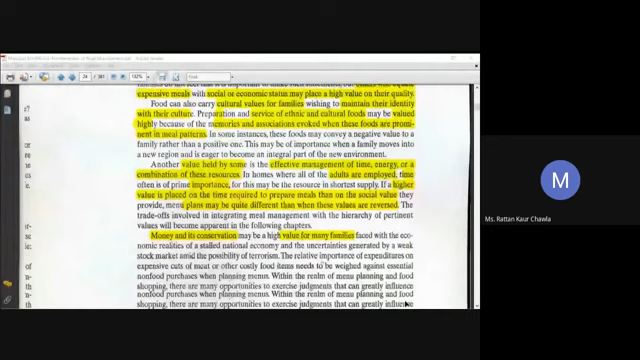 24
381
132%
Find
expensive meals with social or economic status may place a high value on their quality.
Food can also carry cultural values for families wishing to maintain their identity
with their culture. Preparation and service of ethnic and cultural foods may be valued
highly because of the memories and associations evoked when these foods are promi-
nent in meal patterns. In some instances, these foods may convey a negative value to a
family rather than a positive one. This may be of importance when a family moves into
a new region and is eager to become an integral part of the new environment.
Another value held by some is the effective management of time, energy, or a
combination of these resources. In homes where all of the adults are employed, time
often is of prime importance, for this may be the resource in shortest supply. If a higher
value is placed on the time required to prepare meals than on the social value they
provide, menu plans may be quite different than when these values are reversed. The
trade-offs involved in integrating meal management with the hierarchy of pertinent
values will become apparent in the following chapters.
Money and its conservation may be a high value for many families faced with the eco-
nomic realities of a stalled national economy and the uncertainties generated by a weak
stock market amid the possibility of terrorism. The relative importance of expenditures on
expensive cuts of meat or other costly food items needs to be weighed against essential
nonfood purchases when planning menus. Within the realm of menu planning and food
shopping, there are many opportunities to exercise judgments that can greatly influence
nonfood purchases when planning menus. Within the realm of menu planning and food
shopping, there are many opportunities to exercise judgments that can greatly influence
M
Ms. Rattan Kaur Chawla